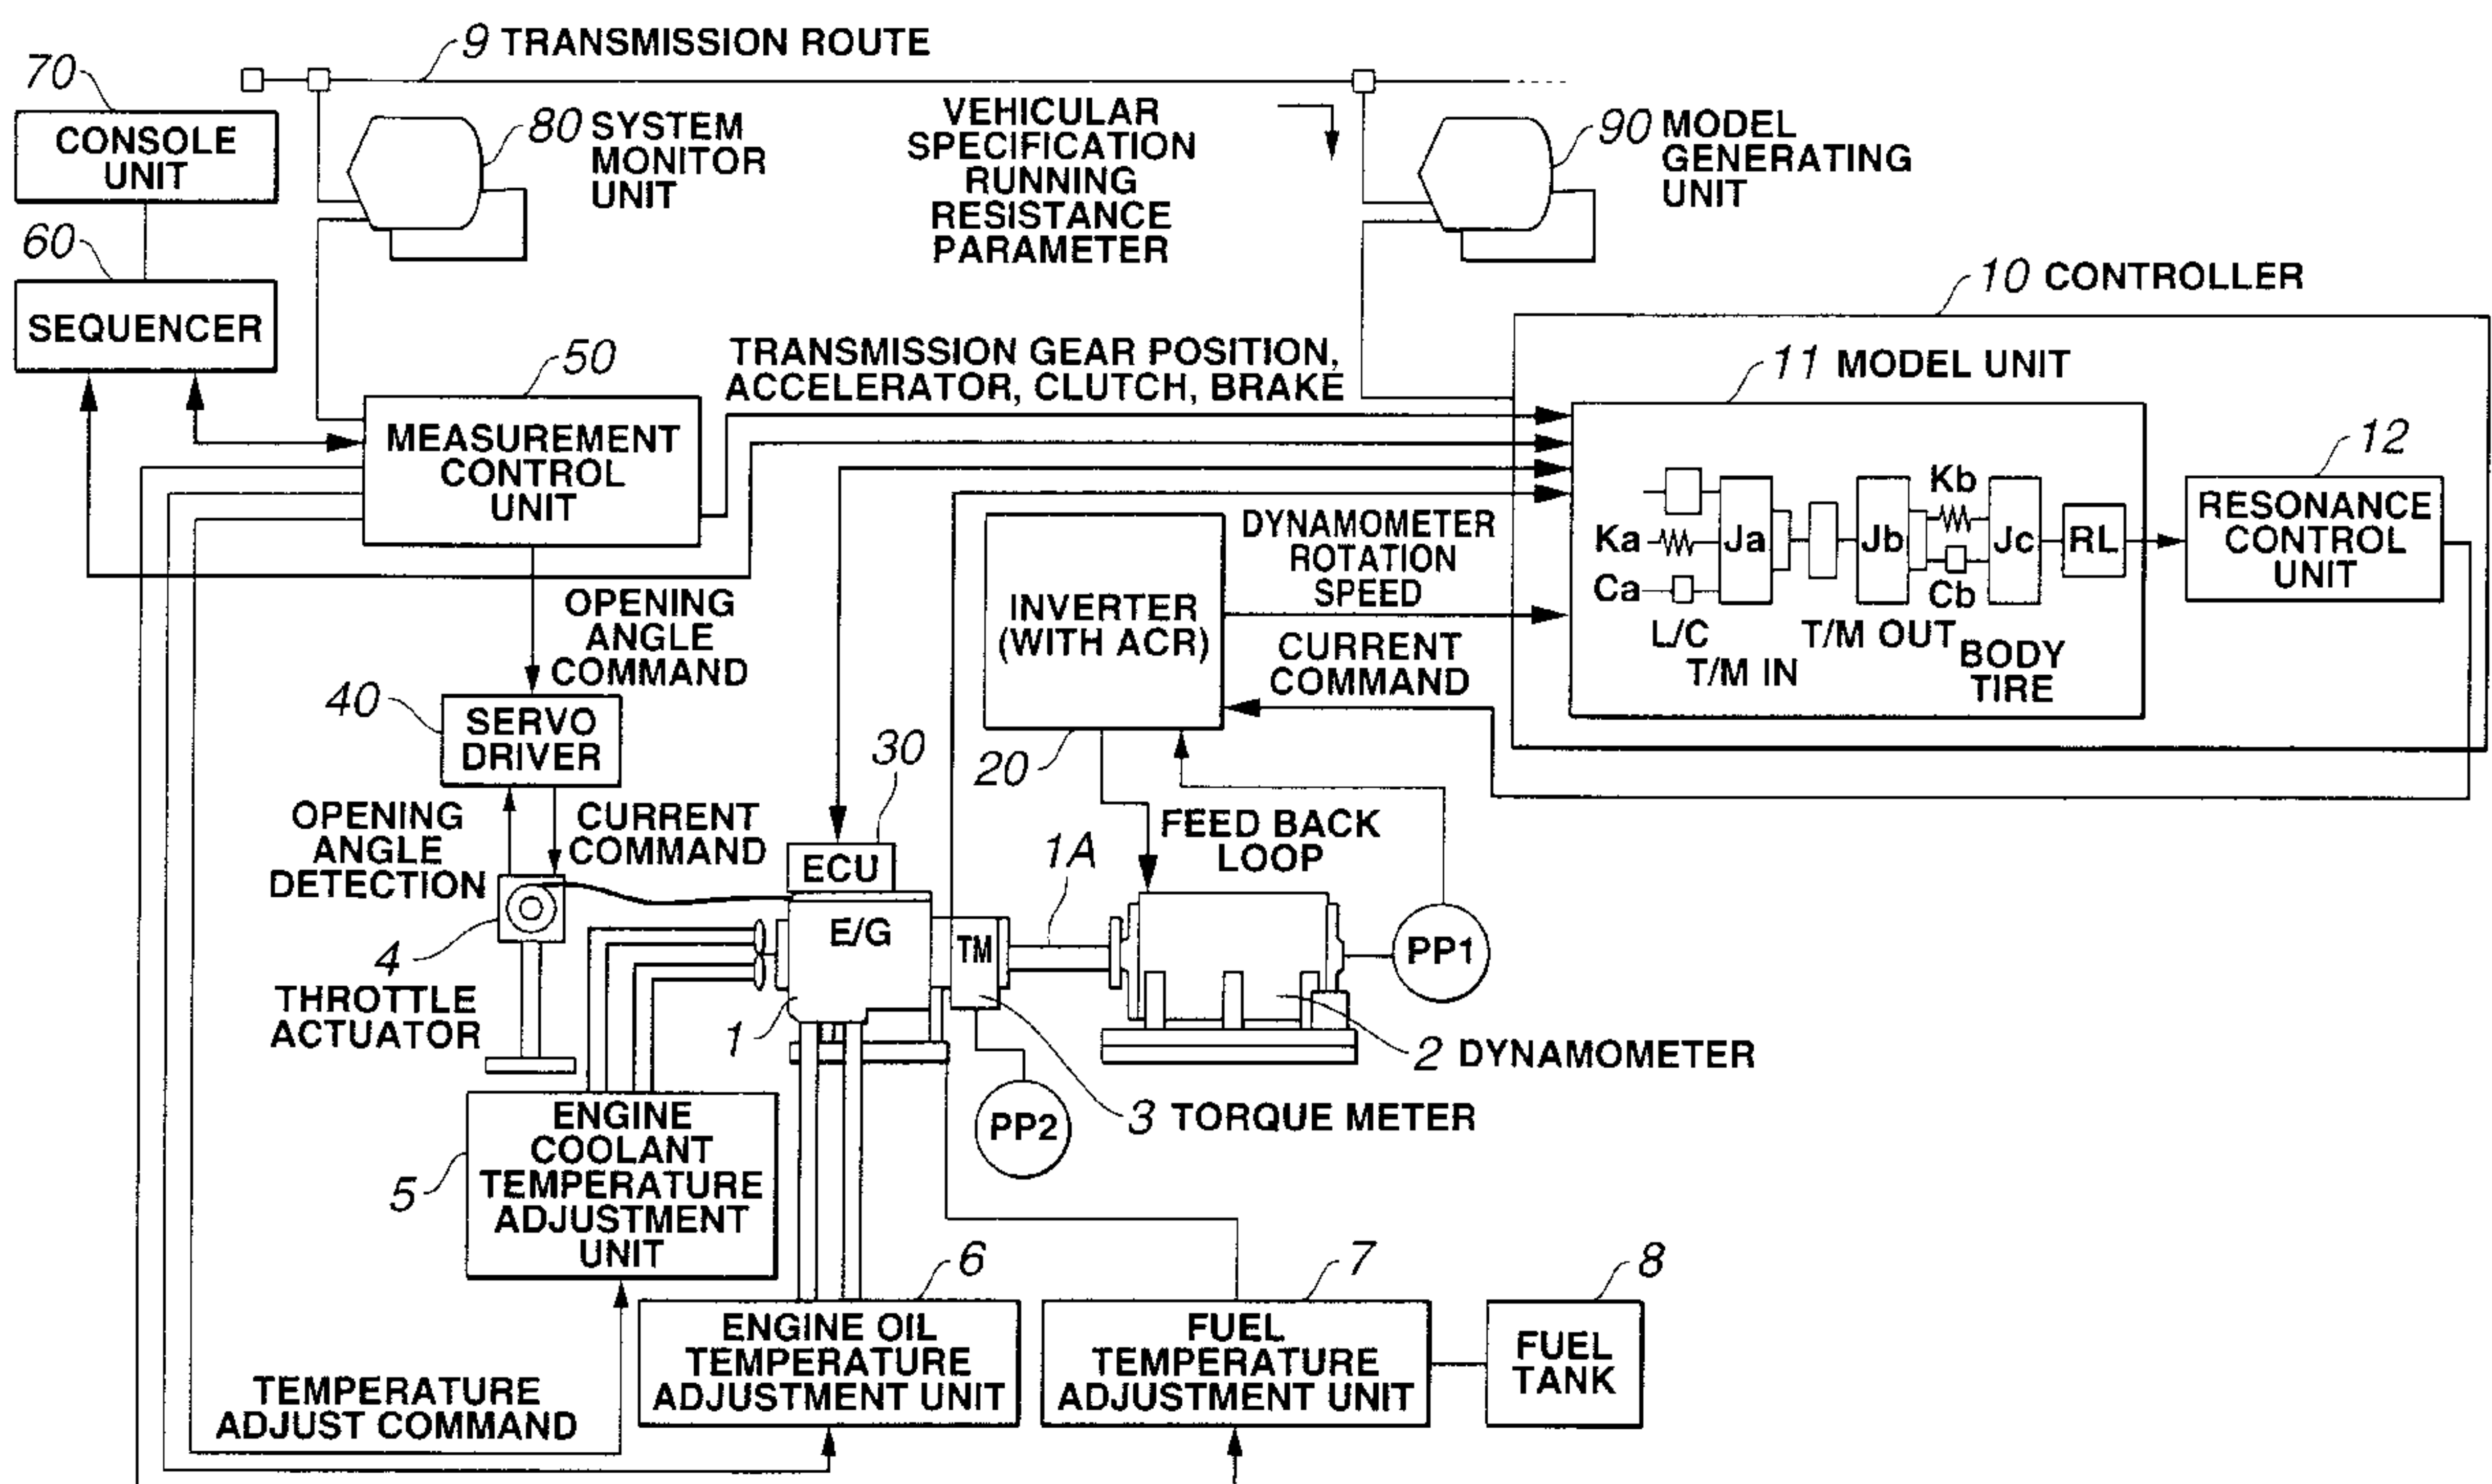 9 TRANSMISSION ROUTE
70
CONSOLE
UNIT
80 SYSTEM
MONITOR
UNIT
VEHICULAR
SPECIFICATION
RUNNING
RESISTANCE
PARAMETER
90 MODEL
GENERATING
UNIT
60
SEQUENCER
10 CONTROLLER
50
MEASUREMENT
CONTROL
UNIT
TRANSMISSION GEAR POSITION,
ACCELERATOR, CLUTCH, BRAKE
11 MODEL UNIT
12
RESONANCE
CONTROL
UNIT
Ka
Ca
Ja
Jb
Kb
Cb
Jc
RL
L/C
T/M IN
T/M OUT
BODY
TIRE
INVERTER
(WITH ACR)
20
DYNAMOMETER
ROTATION
SPEED
CURRENT
COMMAND
OPENING
ANGLE
COMMAND
40
SERVO
DRIVER
OPENING
ANGLE
DETECTION
CURRENT
COMMAND
30
ECU
FEED BACK
LOOP
1A
E/G
TM
PP1
4
THROTTLE
ACTUATOR
1
2 DYNAMOMETER
PP2
3 TORQUE METER
5
ENGINE
COOLANT
TEMPERATURE
ADJUSTMENT
UNIT
6
ENGINE OIL
TEMPERATURE
ADJUSTMENT UNIT
7
FUEL
TEMPERATURE
ADJUSTMENT UNIT
8
FUEL
TANK
TEMPERATURE
ADJUST COMMAND